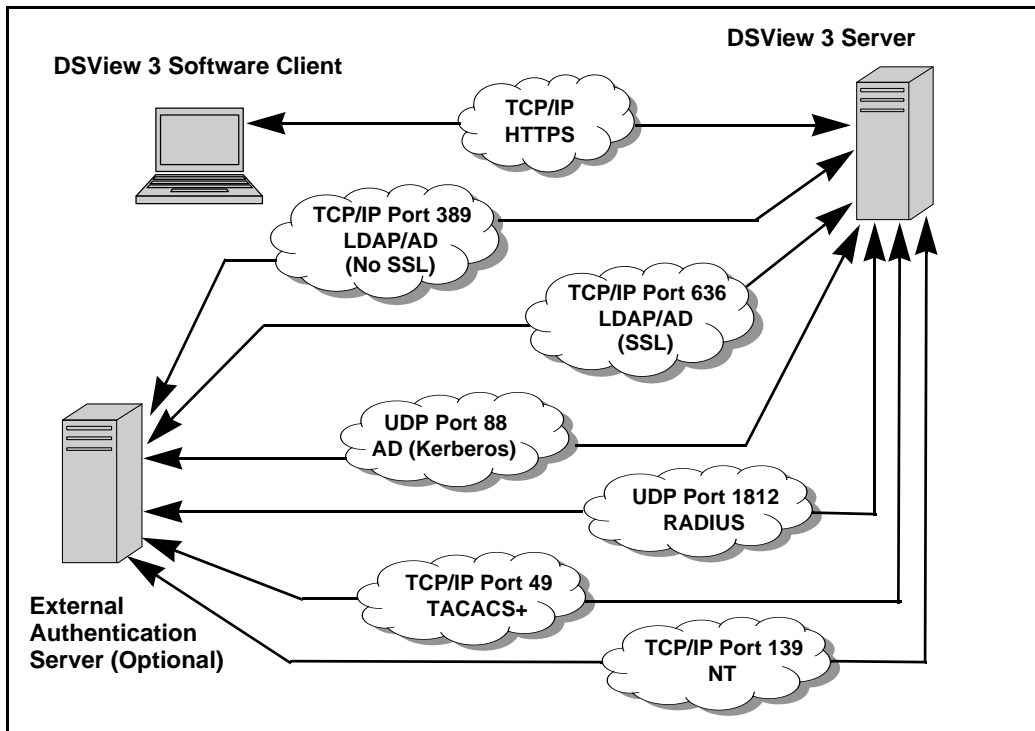 DSView 3 Server
DSView 3 Software Client
TCP/IP
HTTPS
TCP/IP Port 389
LDAP/AD
(No SSL)
TCP/IP Port 636
LDAP/AD
(SSL)
UDP Port 88
AD (Kerberos)
UDP Port 1812
RADIUS
TCP/IP Port 49
TACACS+
External
Authentication
Server (Optional)
TCP/IP Port 139
NT